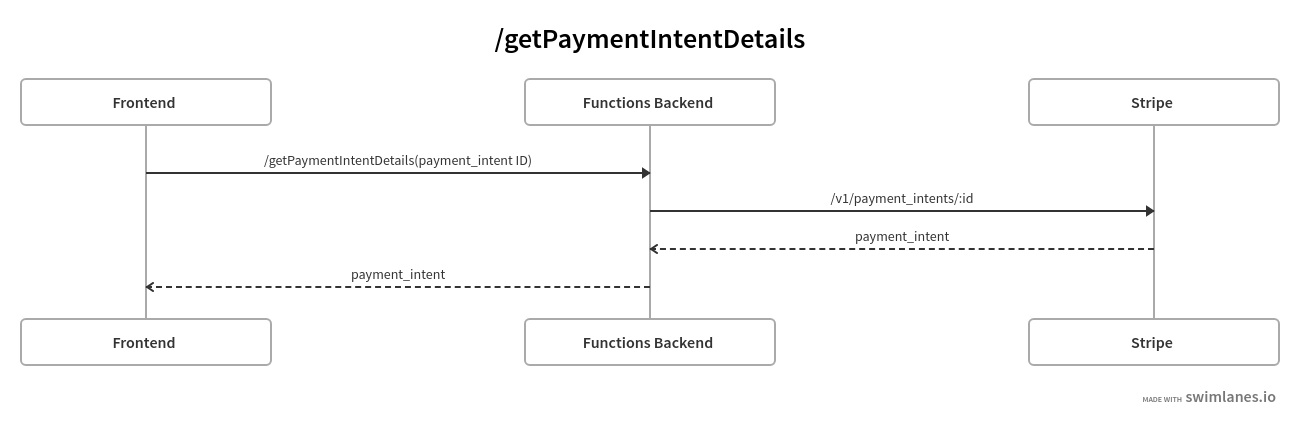 /getPaymentIntentDetails
Frontend
Functions Backend
Stripe
/getPaymentIntentDetails(payment_intent ID)
/v1/payment_intents/:id
payment_intent
payment_intent
Frontend
Functions Backend
Stripe
MADE WITH swimlanes.io